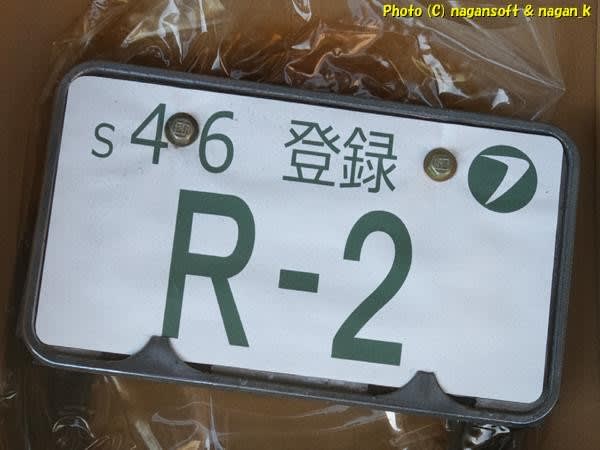 Photo (C) nagansoft & nagan_k
S46 登録
R-2